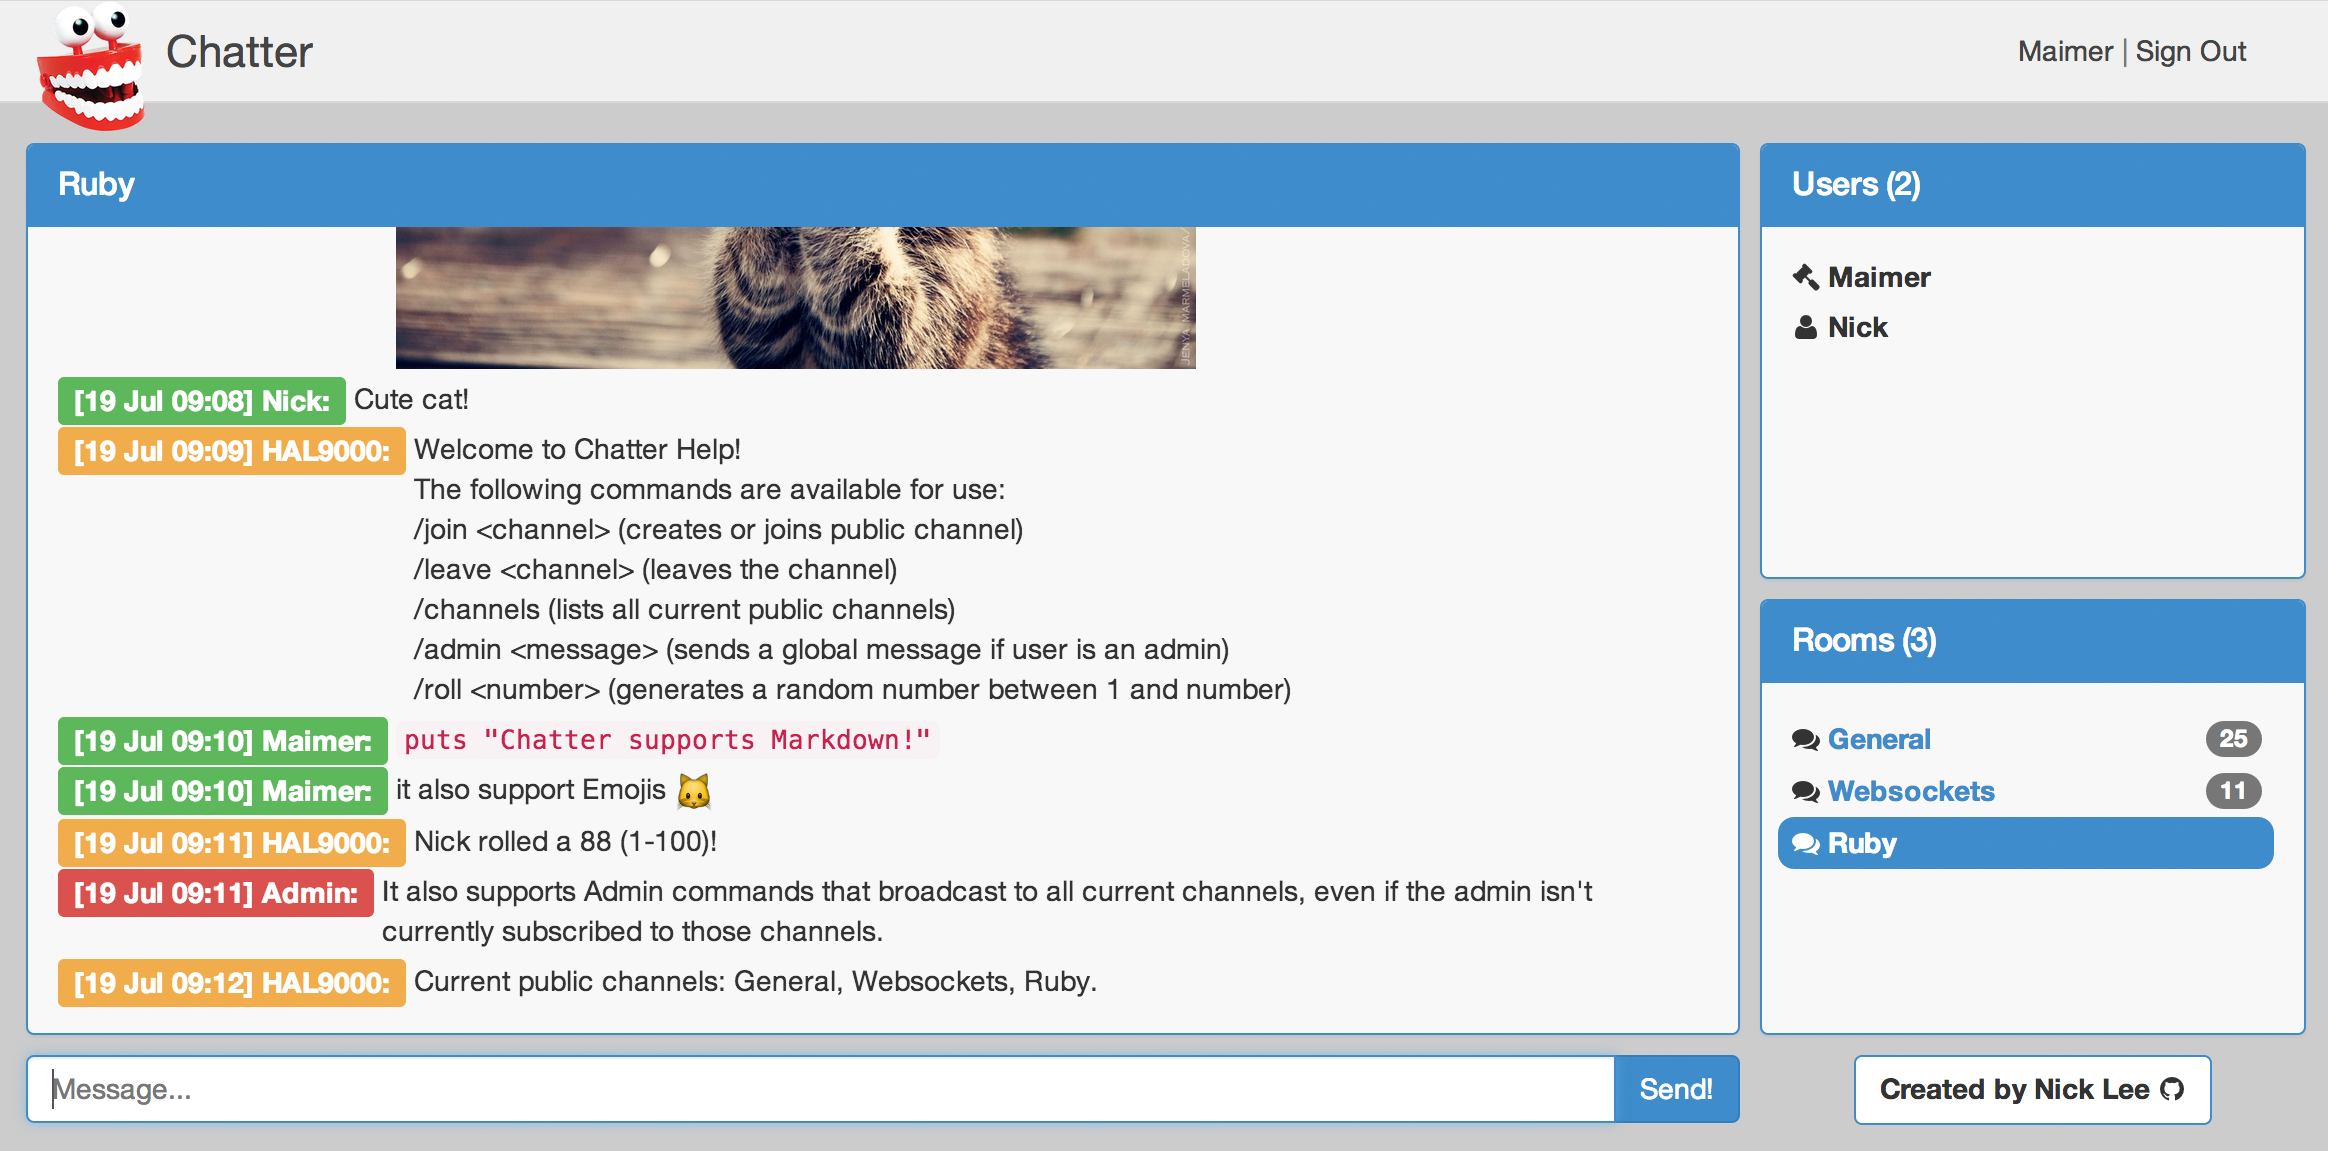 Chatter
Maimer | Sign Out
Ruby
JENYA MARMELADOVA
[19 Jul 09:08] Nick: Cute cat!
[19 Jul 09:09] HAL9000: Welcome to Chatter Help!
The following commands are available for use:
/join <channel> (creates or joins public channel)
/leave <channel> (leaves the channel)
/channels (lists all current public channels)
/admin <message> (sends a global message if user is an admin)
/roll <number> (generates a random number between 1 and number)
[19 Jul 09:10] Maimer: puts "Chatter supports Markdown!"
[19 Jul 09:10] Maimer: it also support Emojis 🐱
[19 Jul 09:11] HAL9000: Nick rolled a 88 (1-100)!
[19 Jul 09:11] Admin: It also supports Admin commands that broadcast to all current channels, even if the admin isn't
currently subscribed to those channels.
[19 Jul 09:12] HAL9000: Current public channels: General, Websockets, Ruby.
Message...
Send!
Users (2)
Maimer
Nick
Rooms (3)
General 25
Websockets 11
Ruby
Created by Nick Lee